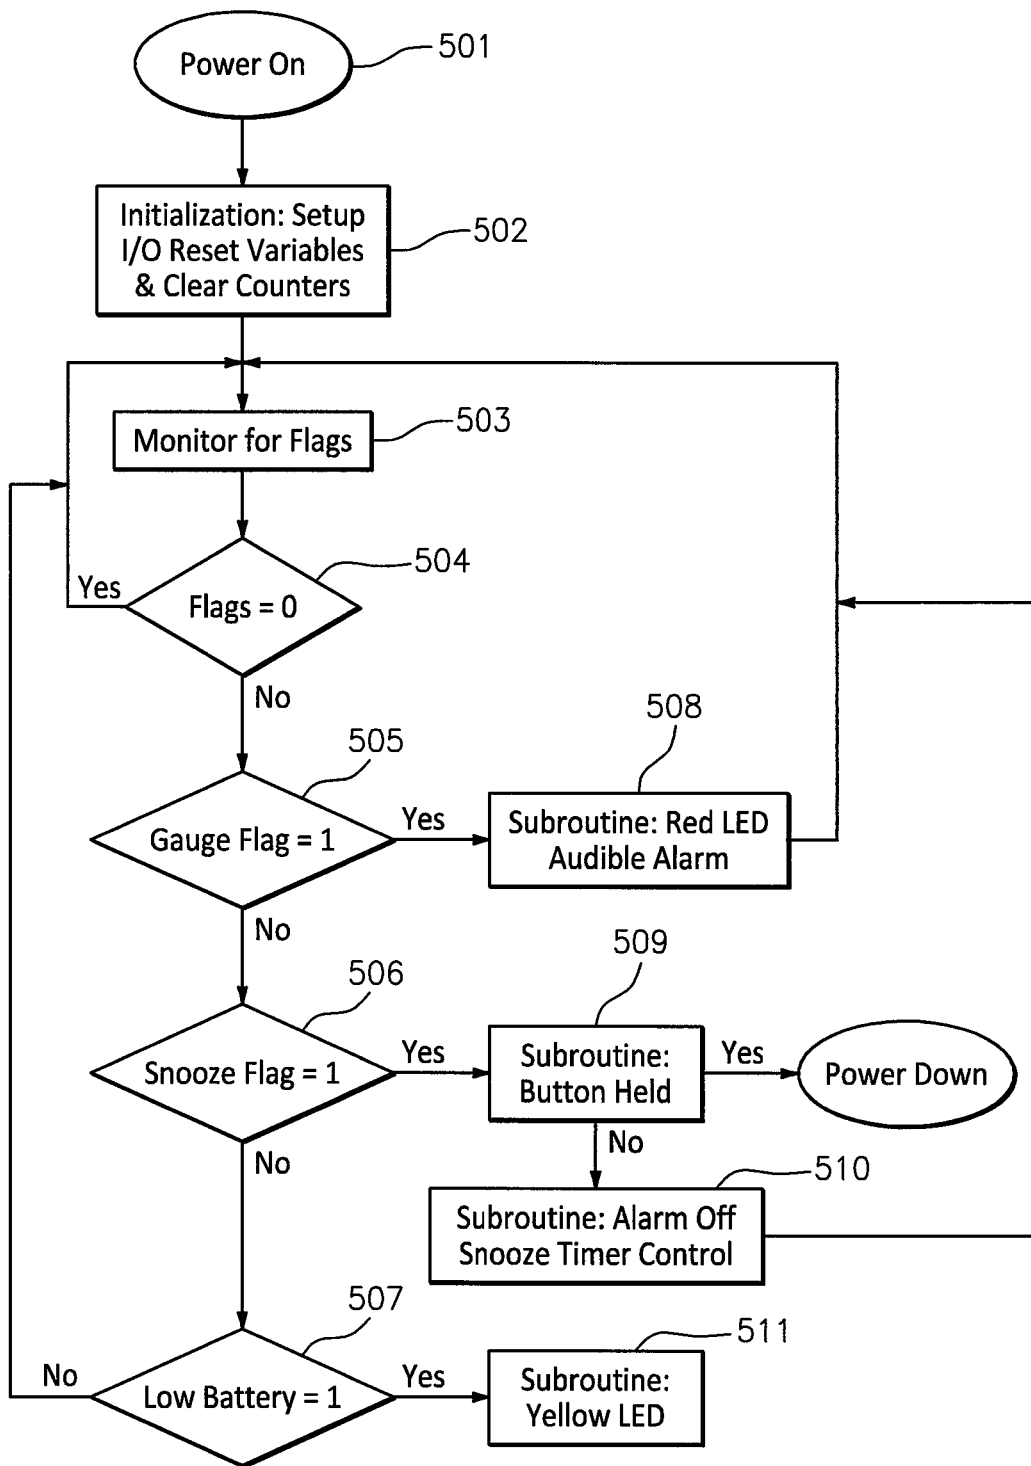 Power On
501
Initialization: Setup
I/O Reset Variables
& Clear Counters
502
Monitor for Flags
503
504
Yes
Flags = 0
No
505
508
Gauge Flag = 1
Yes
Subroutine: Red LED
Audible Alarm
No
506
509
Snooze Flag = 1
Yes
Subroutine:
Button Held
Yes
Power Down
No
No
510
Subroutine: Alarm Off
Snooze Timer Control
507
511
No
Low Battery = 1
Yes
Subroutine:
Yellow LED